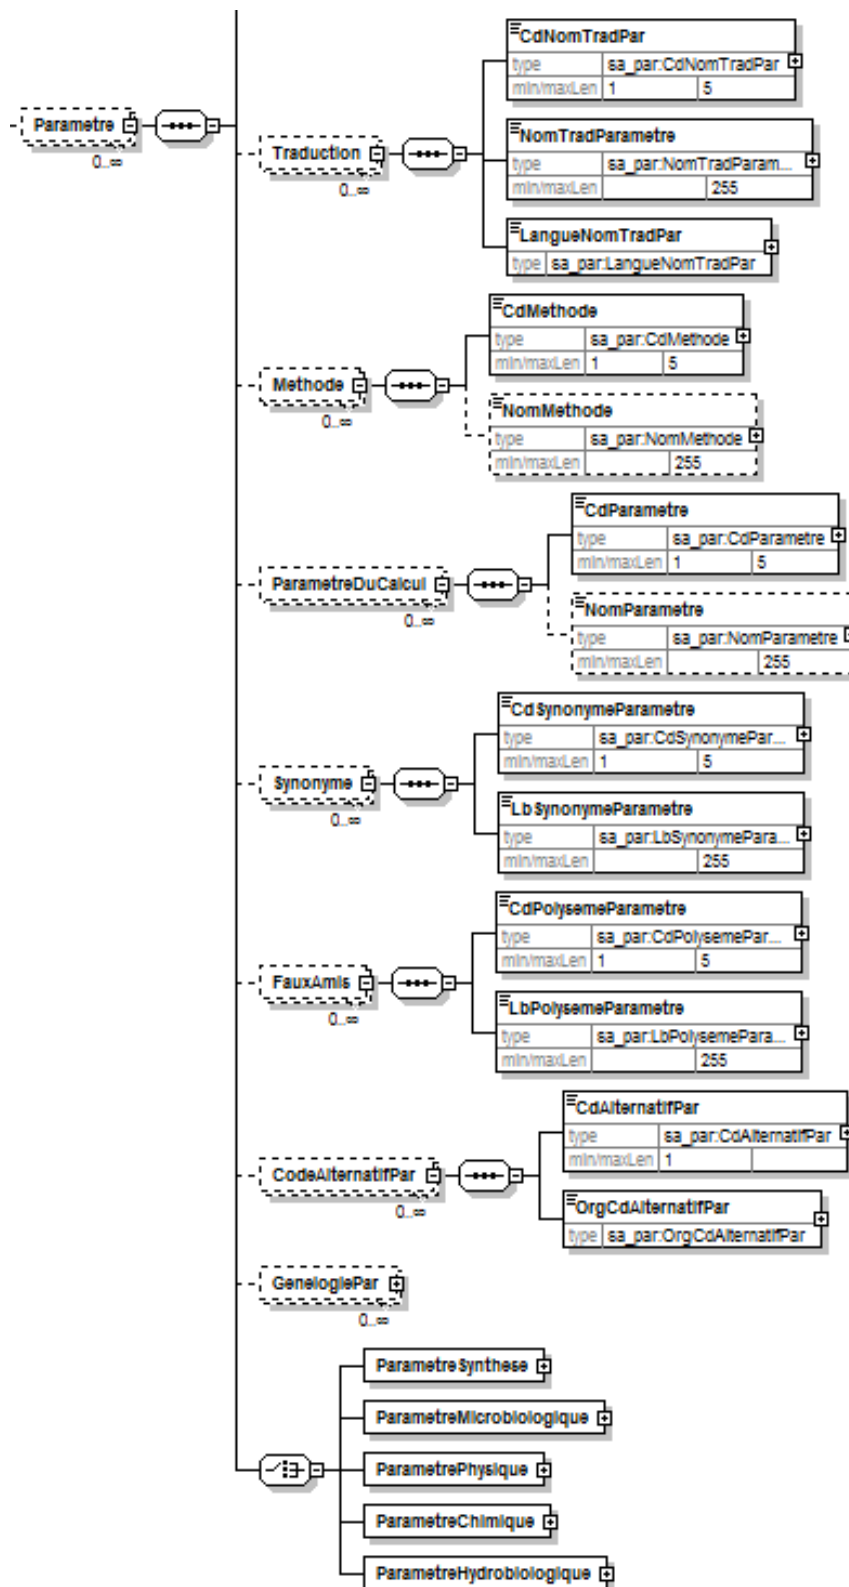 CdNomTradPar
type sa_par:CdNomTradPar
min/maxLen 1 5
Parametre
0..∞
NomTradParametre
type sa_par:NomTradParam...
min/maxLen 255
Traduction
0..∞
LangueNomTradPar
type sa_par:LangueNomTradPar
CdMethode
type sa_par:CdMethode
min/maxLen 1 5
Methode
0..∞
NomMethode
type sa_par:NomMethode
min/maxLen 255
CdParametre
type sa_par:CdParametre
min/maxLen 1 5
ParametreDuCalcul
0..∞
NomParametre
type sa_par:NomParametre
min/maxLen 255
CdSynonymeParametre
type sa_par:CdSynonymePar...
min/maxLen 1 5
Synonyme
0..∞
LbSynonymeParametre
type sa_par:LbSynonymePara...
min/maxLen 255
CdPolysemeParametre
type sa_par:CdPolysemePar...
min/maxLen 1 5
FauxAmis
0..∞
LbPolysemeParametre
type sa_par:LbPolysemePara...
min/maxLen 255
CdAlternatifPar
type sa_par:CdAlternatifPar
min/maxLen 1
CodeAlternatifPar
0..∞
OrgCdAlternatifPar
type sa_par:OrgCdAlternatifPar
GenelogiePar
0..∞
ParametreSynthese
ParametreMicrobiologique
ParametrePhysique
ParametreChimique
ParametreHydrobiologique